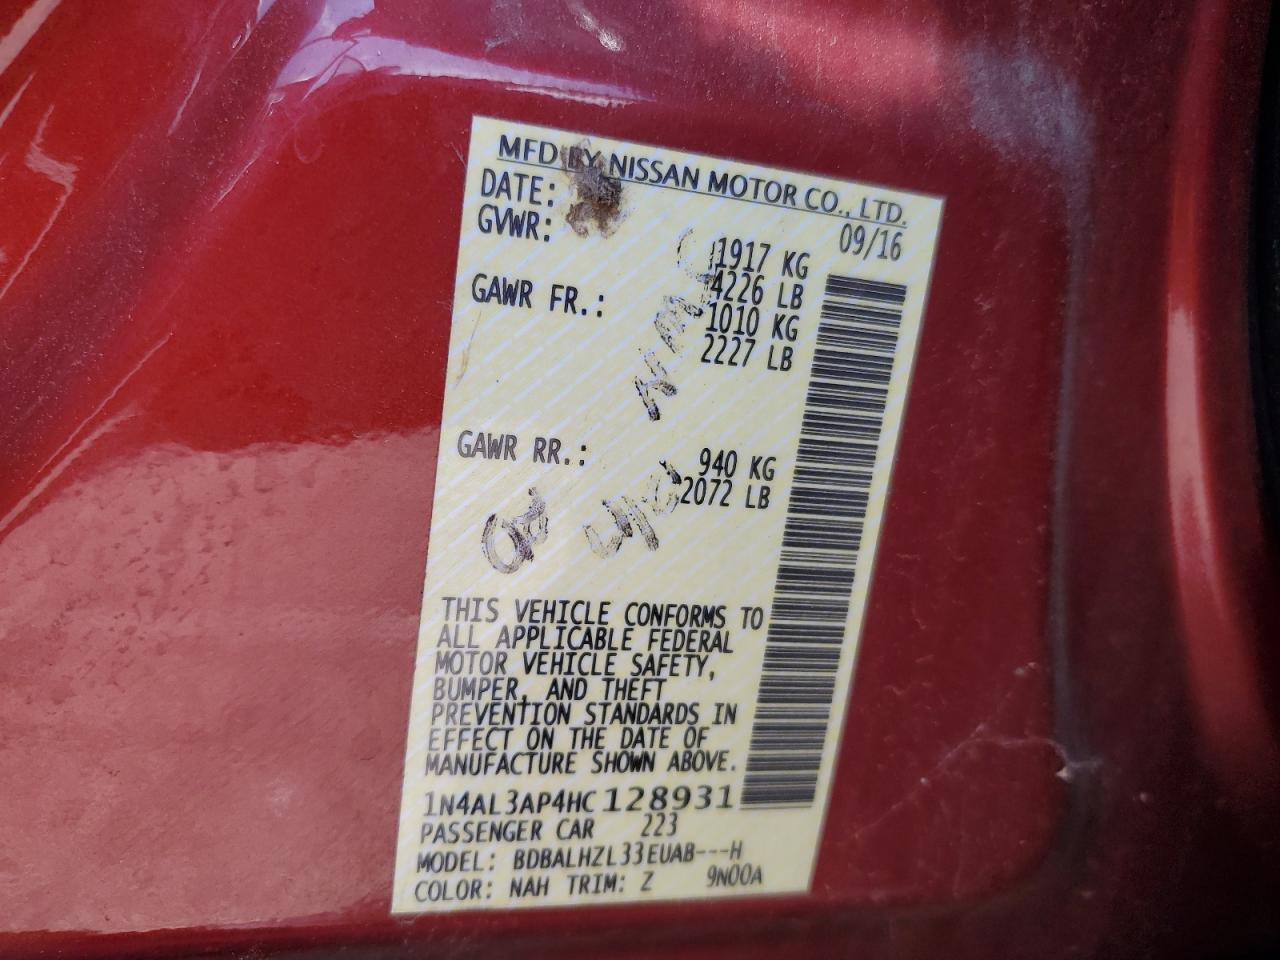 MFD BY NISSAN MOTOR CO., LTD.
DATE: 09/16
GVWR: 1917 KG
4226 LB
GAWR FR.: 1010 KG
2227 LB
GAWR RR.: 940 KG
2072 LB
THIS VEHICLE CONFORMS TO
ALL APPLICABLE FEDERAL
MOTOR VEHICLE SAFETY,
BUMPER, AND THEFT
PREVENTION STANDARDS IN
EFFECT ON THE DATE OF
MANUFACTURE SHOWN ABOVE.
1N4AL3AP4HC128931
PASSENGER CAR 223
MODEL: BDBALHZL33EUAB---H
COLOR: NAH TRIM: Z 9N00A